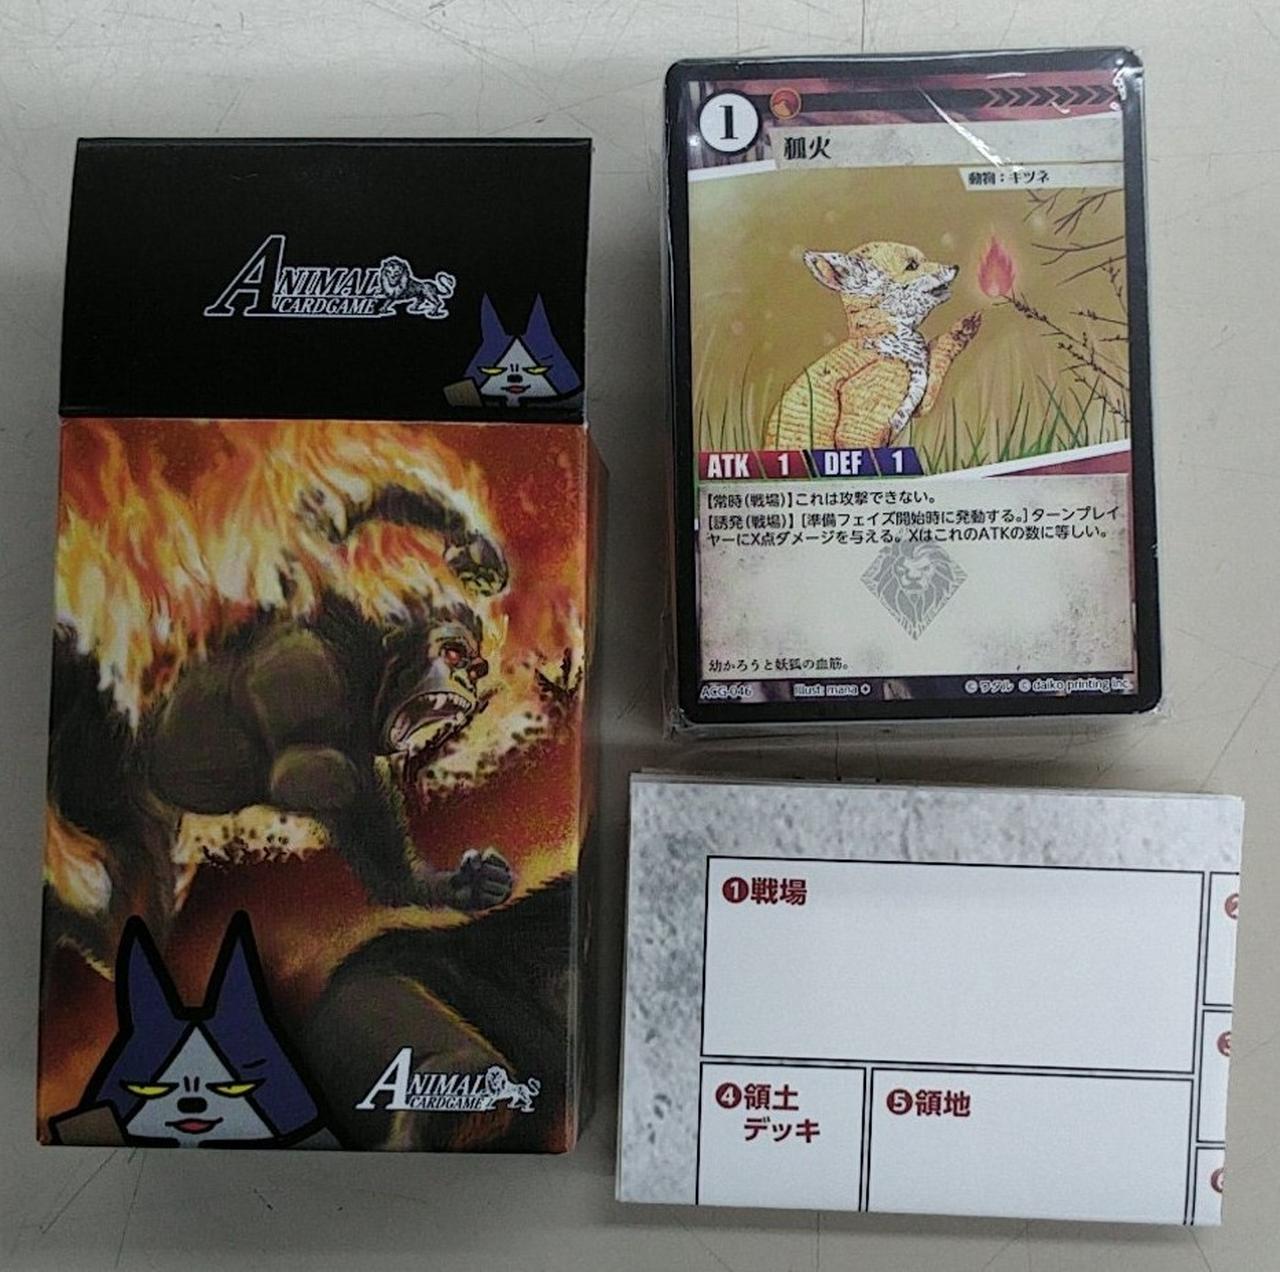 ANIMAL
CARDGAME
ANIMAL
CARDGAME
1
狐火
動物：キツネ
ATK 1 DEF 1
【常時(戦場)】これは攻撃できない。
【誘発(戦場)】[準備フェイズ開始時に発動する。]ターンプレイ
ヤーにX点ダメージを与える。XはこれのATKの数に等しい。
幼かろうと妖狐の血筋。
ACG-046 Illust: mana ©ワタル © daiko printing Inc.
❶戦場
❹領土
デッキ
❺領地